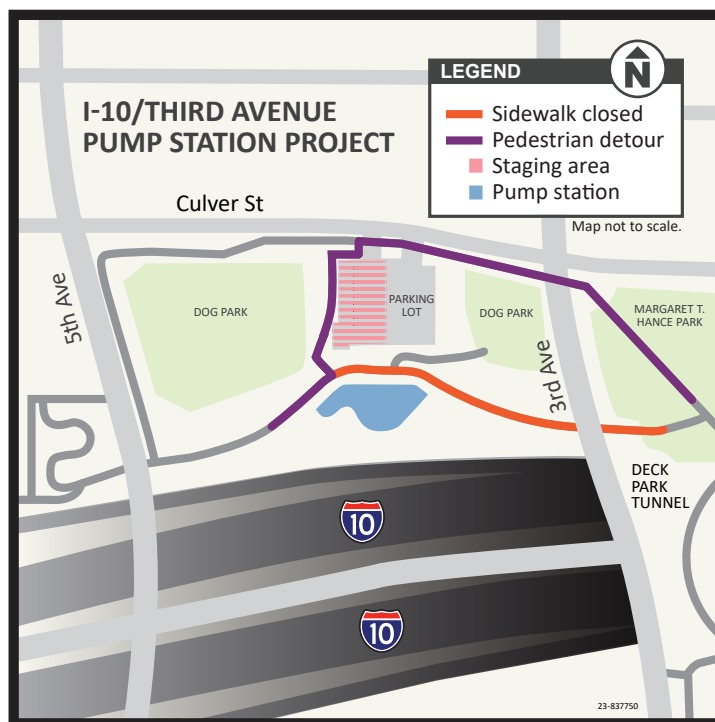 I-10/THIRD AVENUE
PUMP STATION PROJECT
LEGEND
N
Sidewalk closed
Pedestrian detour
Staging area
Pump station
Map not to scale.
Culver St
5th Ave
DOG PARK
PARKING
LOT
DOG PARK
MARGARET T.
HANCE PARK
3rd Ave
DECK
PARK
TUNNEL
10
10
23-837750